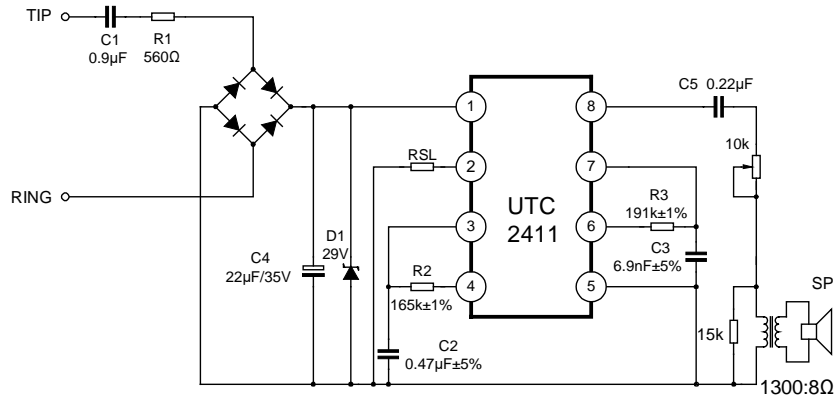 TIP
C1
0.9µF
R1
560Ω
RING
C4
22µF/35V
D1
29V
RSL
R2
165k±1%
C2
0.47µF±5%
1
2
3
4
UTC
2411
8
7
6
5
C5 0.22µF
10k
R3
191k±1%
C3
6.9nF±5%
15k
SP
1300:8Ω